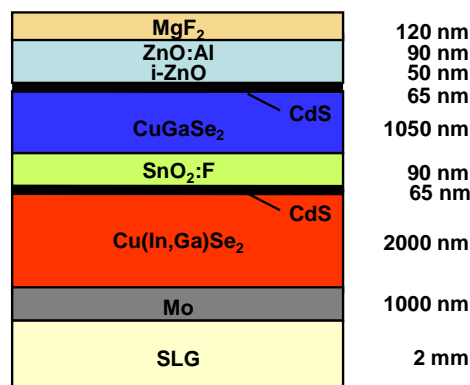 MgF₂ 120 nm
ZnO:Al 90 nm
i-ZnO 50 nm
65 nm
CdS
CuGaSe₂ 1050 nm
SnO₂:F 90 nm
65 nm
CdS
Cu(In,Ga)Se₂ 2000 nm
Mo 1000 nm
SLG 2 mm